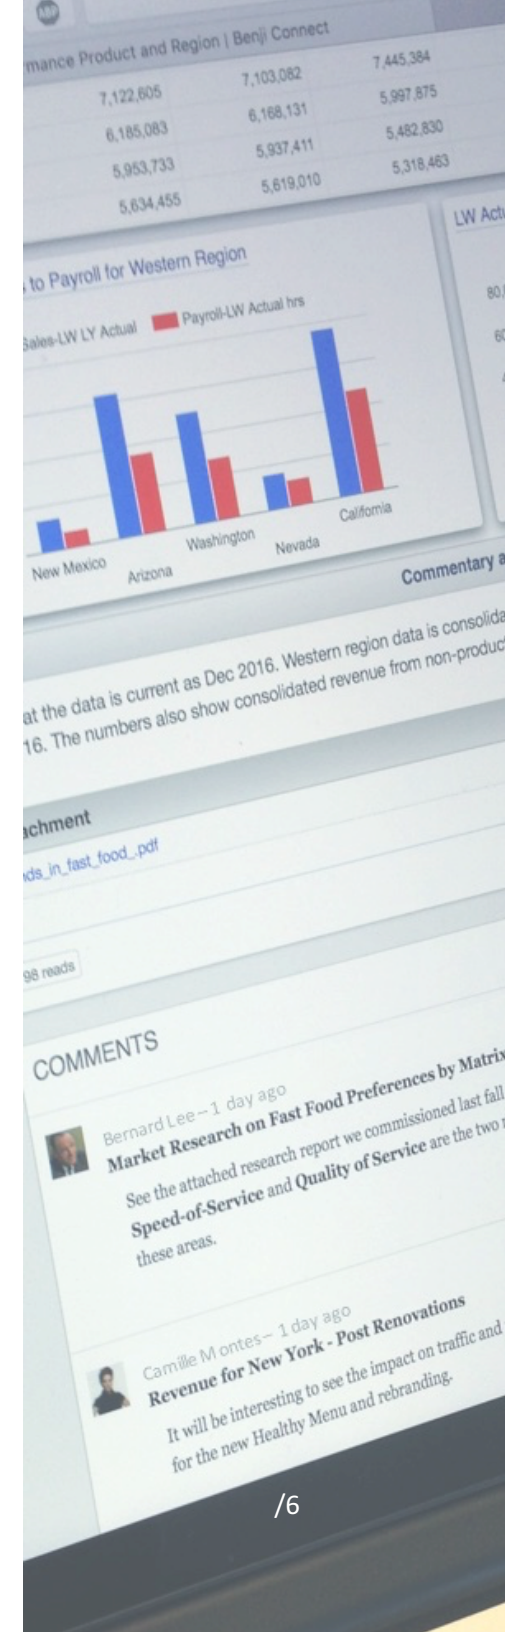 ABP
mance Product and Region | Benji Connect
7,122,605 7,103,082 7,445,384
6,185,083 6,168,131 5,997,875
5,953,733 5,937,411 5,482,830
5,634,455 5,619,010 5,318,463
to Payroll for Western Region
LW Actu
Sales-LW LY Actual Payroll-LW Actual hrs
80,
60
New Mexico Arizona Washington Nevada California
Commentary a
at the data is current as Dec 2016. Western region data is consolida
16. The numbers also show consolidated revenue from non-produc
achment
ds_in_fast_food_.pdf
98 reads
COMMENTS
Bernard Lee– 1 day ago
Market Research on Fast Food Preferences by Matrix
See the attached research report we commissioned last fall
Speed-of-Service and Quality of Service are the two
these areas.
Camille Montes– 1 day ago
Revenue for New York - Post Renovations
It will be interesting to see the impact on traffic and
for the new Healthy Menu and rebranding.
/6